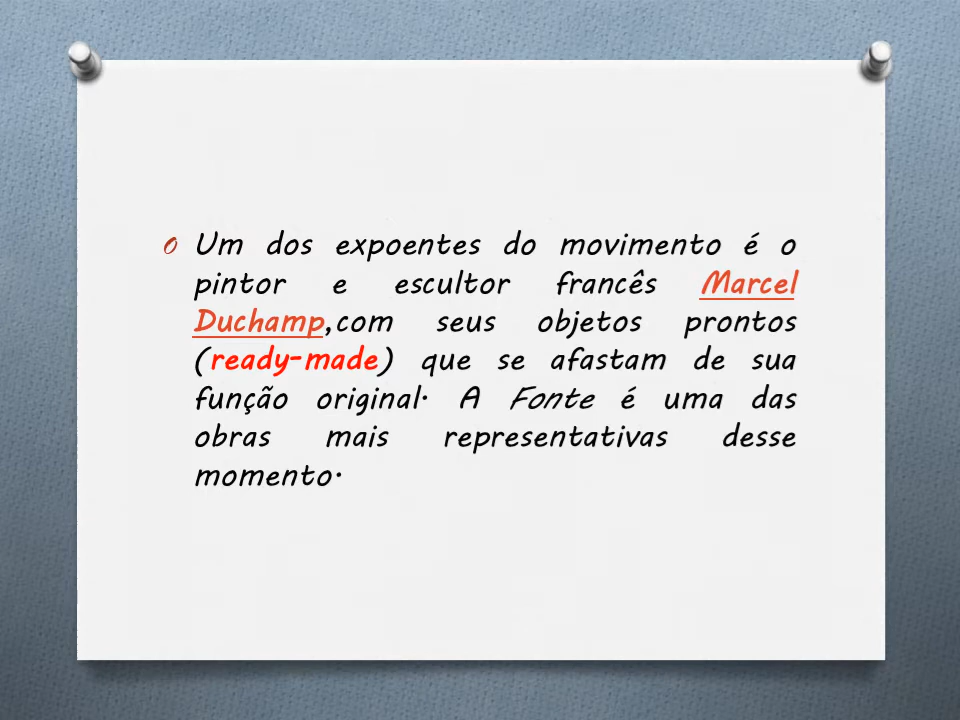 Um dos expoentes do movimento é o
pintor e escultor francês Marcel
Duchamp,com seus objetos prontos
(ready-made) que se afastam de sua
função original. A Fonte é uma das
obras mais representativas desse
momento.